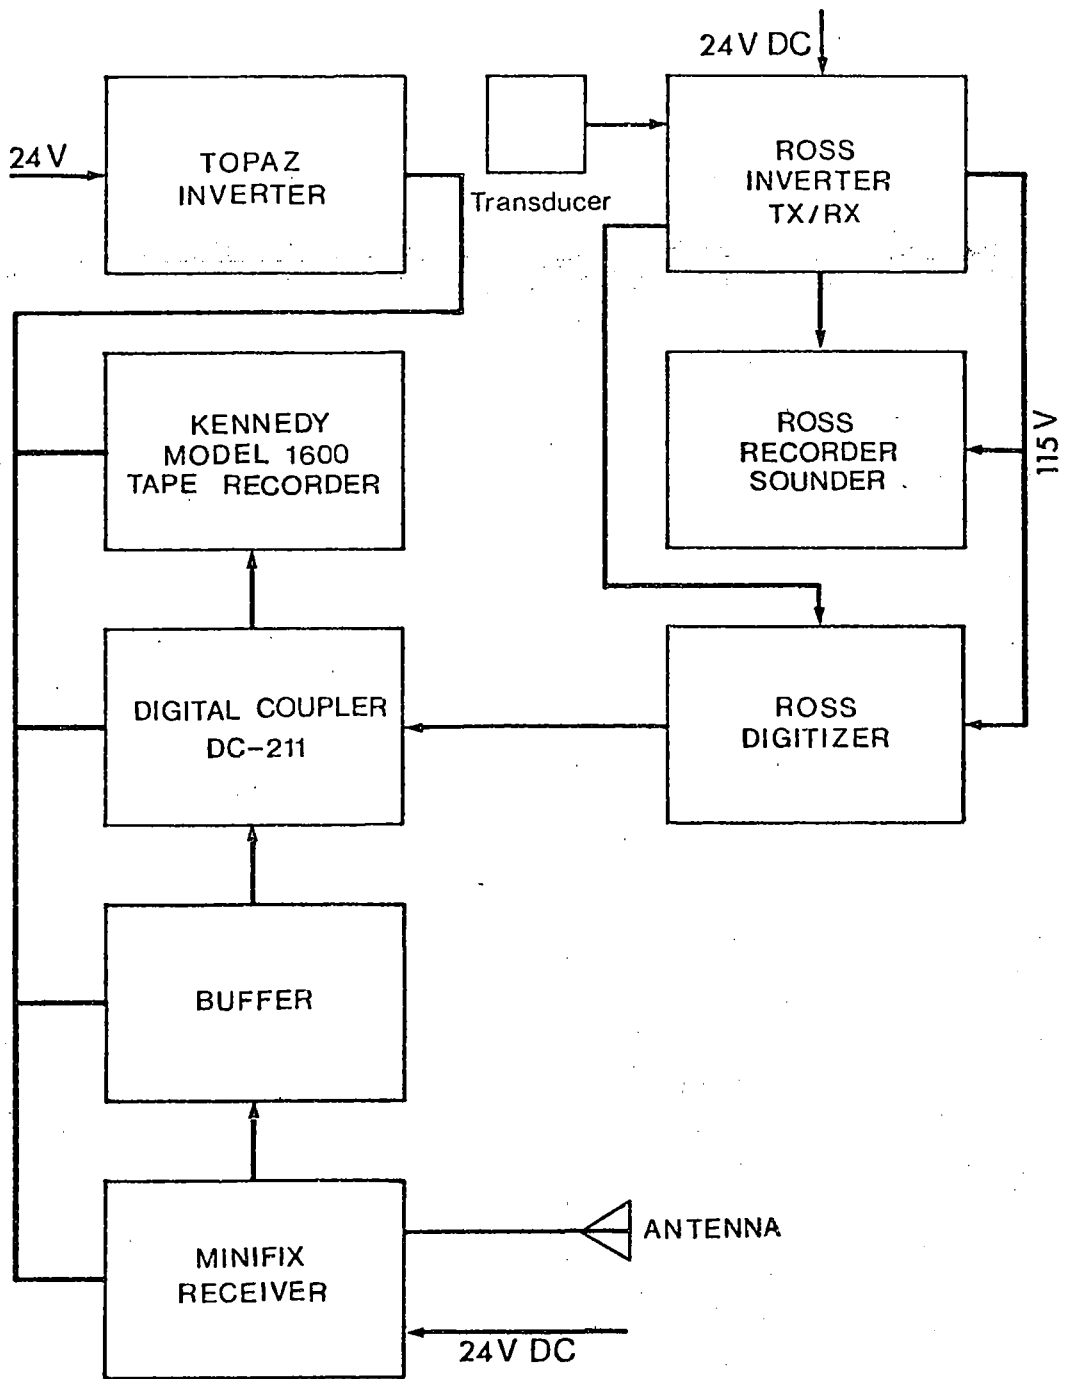 24V DC
24V
TOPAZ
INVERTER
Transducer
ROSS
INVERTER
TX/RX
KENNEDY
MODEL 1600
TAPE RECORDER
ROSS
RECORDER
SOUNDER
115V
DIGITAL COUPLER
DC-211
ROSS
DIGITIZER
BUFFER
MINIFIX
RECEIVER
ANTENNA
24V DC